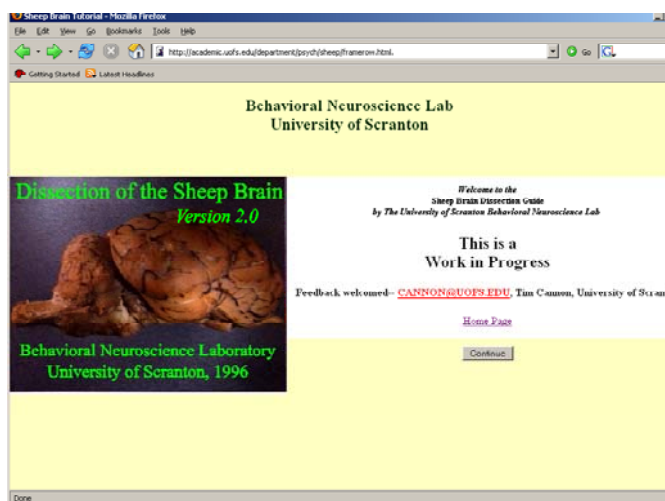 Sheep Brain Tutorial - Mozilla Firefox
File Edit View Go Bookmarks Tools Help
http://academic.uofs.edu/department/psych/sheep/framerow.html.
Go
Getting Started Latest Headlines
Behavioral Neuroscience Lab
University of Scranton
Dissection of the Sheep Brain
Version 2.0
Behavioral Neuroscience Laboratory
University of Scranton, 1996
Welcome to the
Sheep Brain Dissection Guide
by The University of Scranton Behavioral Neuroscience Lab
This is a
Work in Progress
Feedback welcomed-- CANNON@UOFS.EDU, Tim Cannon, University of Scran
Home Page
Continue
Done